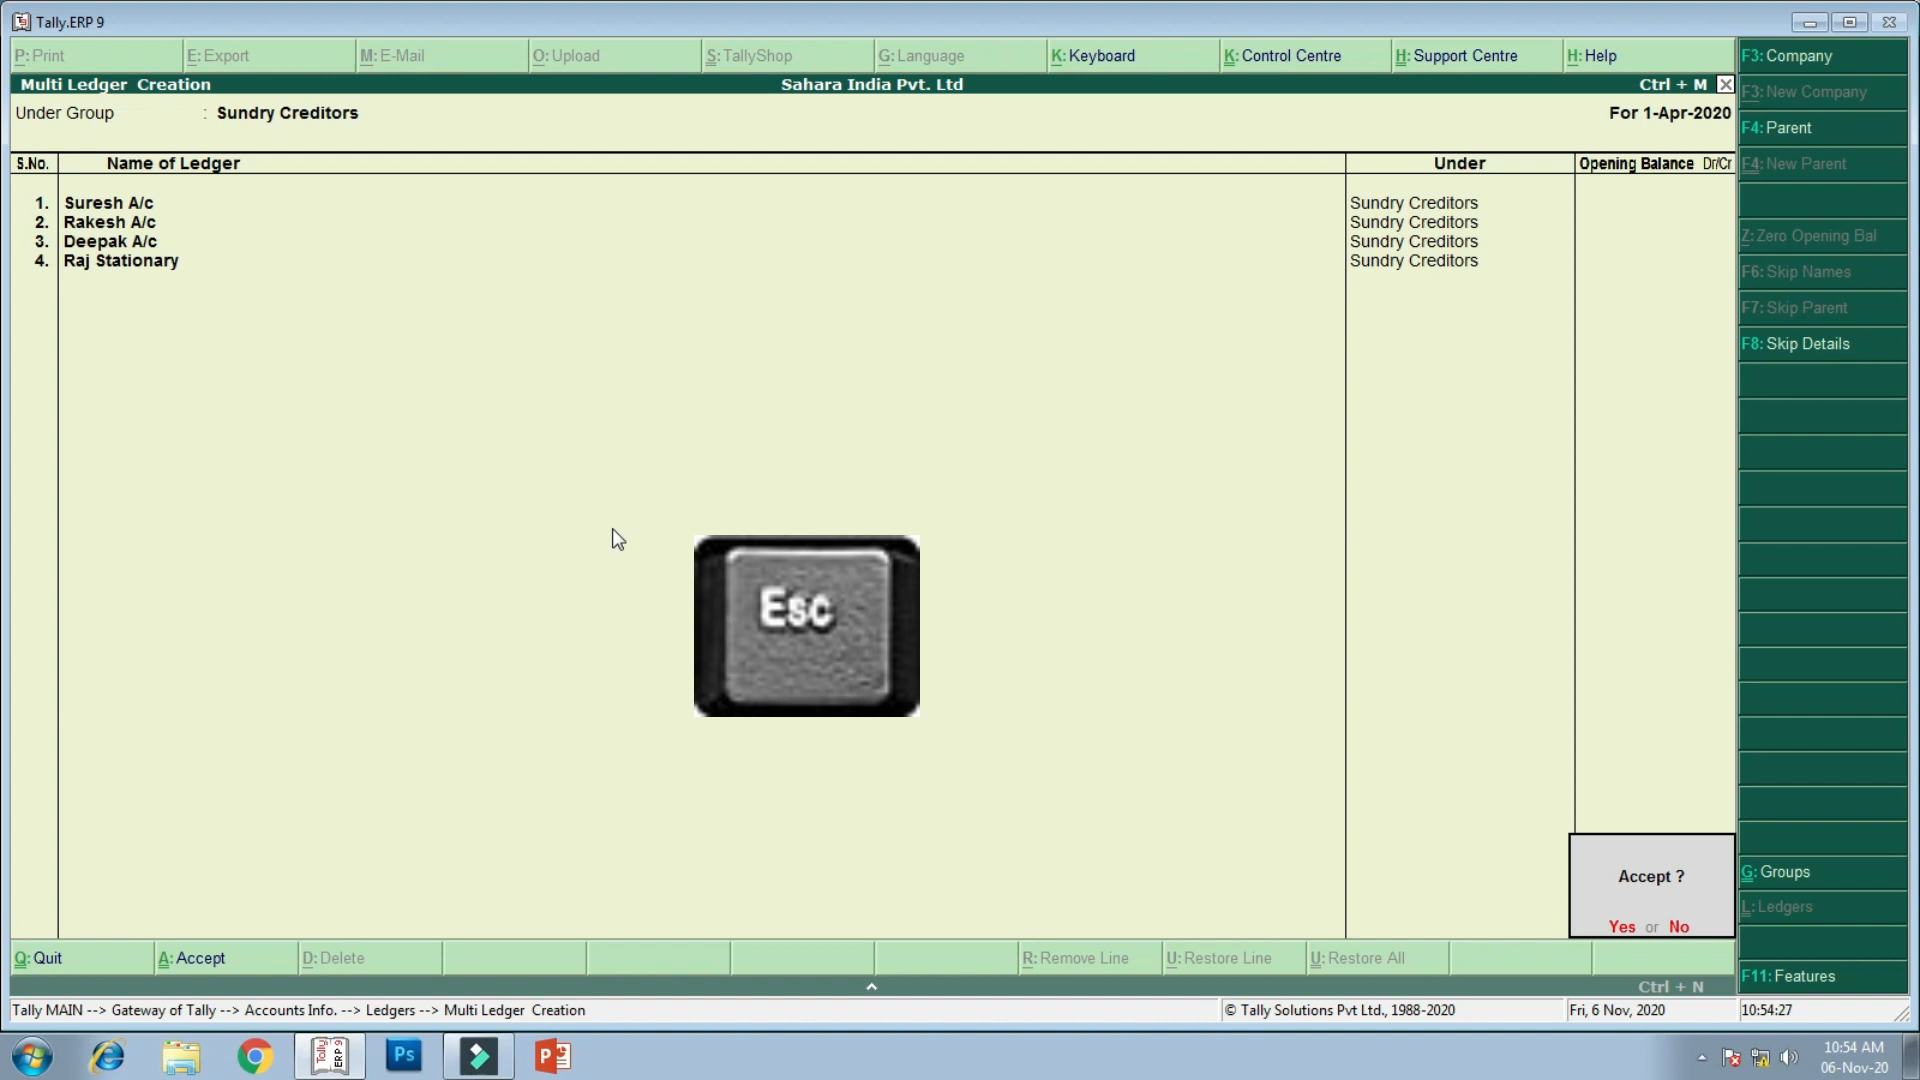 Tally.ERP 9
P: Print E: Export M: E-Mail O: Upload S: TallyShop G: Language K: Keyboard K: Control Centre H: Support Centre H: Help F3: Company
Multi Ledger Creation Sahara India Pvt. Ltd Ctrl + M
F3: New Company
Under Group : Sundry Creditors For 1-Apr-2020
F4: Parent
S.No. Name of Ledger Under Opening Balance Dr/Cr
F4: New Parent
1. Suresh A/c Sundry Creditors
2. Rakesh A/c Sundry Creditors
3. Deepak A/c Sundry Creditors
4. Raj Stationary Sundry Creditors
Z: Zero Opening Bal
F6: Skip Names
F7: Skip Parent
F8: Skip Details
Esc
Accept ?
Yes or No
G: Groups
L: Ledgers
Q: Quit A: Accept D: Delete R: Remove Line U: Restore Line U: Restore All
F11: Features
Ctrl + N
Tally MAIN --> Gateway of Tally --> Accounts Info. --> Ledgers --> Multi Ledger Creation © Tally Solutions Pvt Ltd., 1988-2020 Fri, 6 Nov, 2020 10:54:27
Tally ERP 9
Ps
P
10:54 AM
06-Nov-20